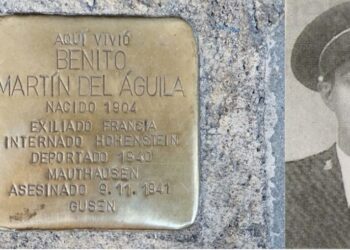 AQUÍ VIVIÓ
BENITO
MARTÍN DEL ÁGUILA
NACIDO 1904
EXILIADO FRANCIA
INTERNADO HOHENSTEIN
DEPORTADO 1940
MAUTHAUSEN
ASESINADO 9.11.1941
GUSEN